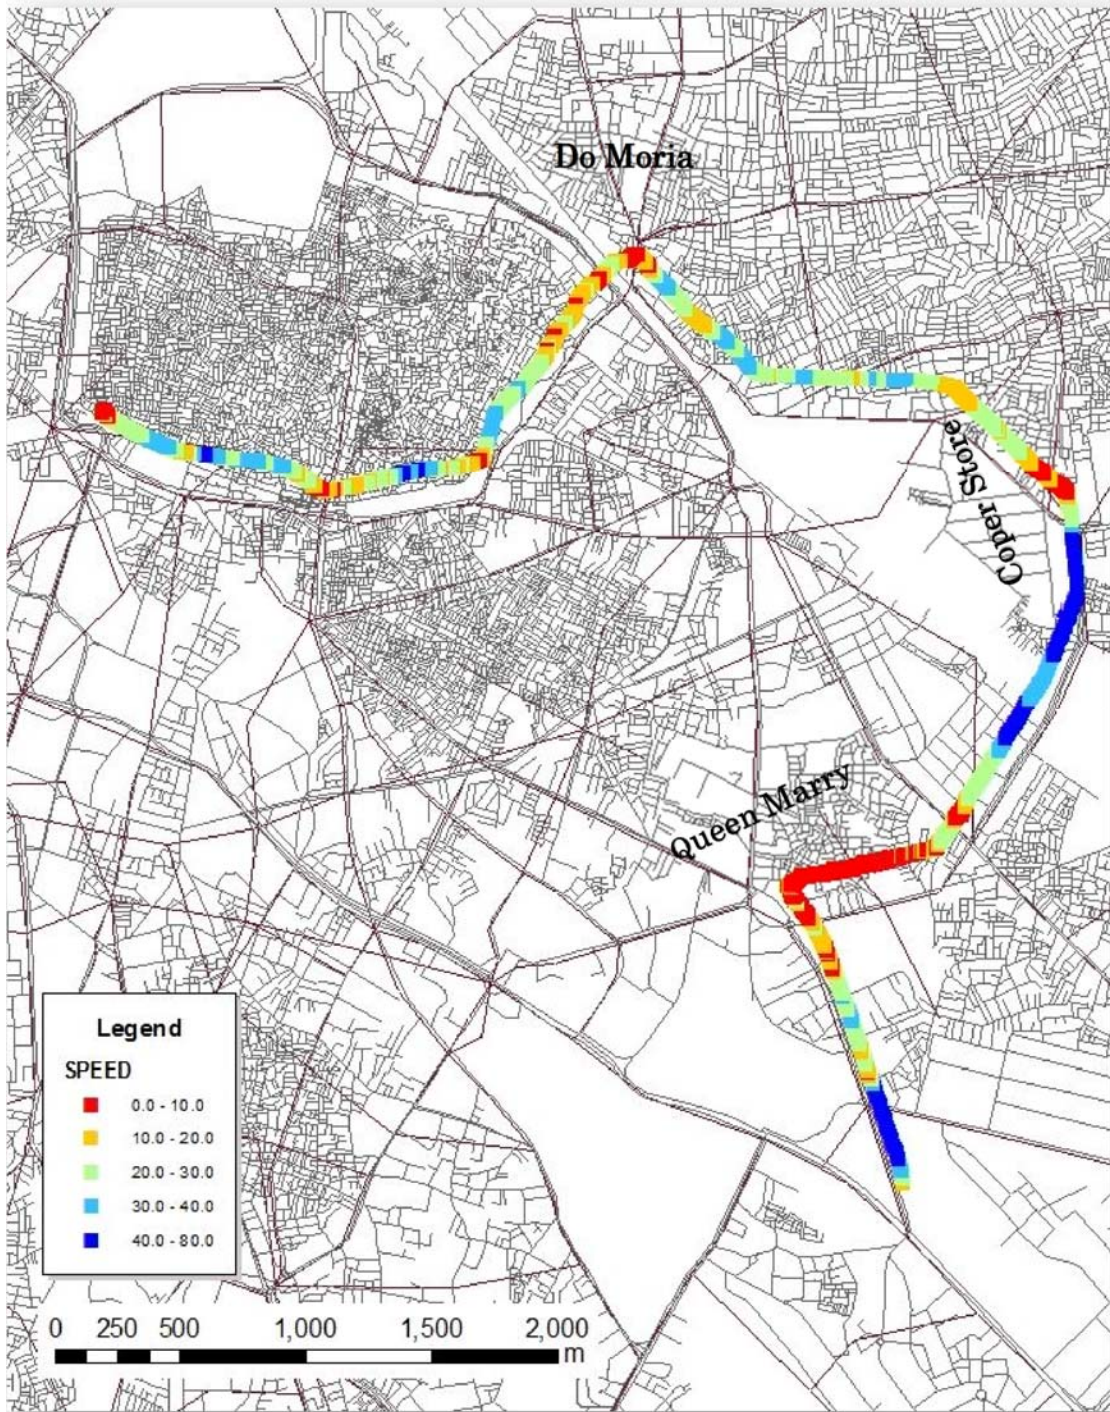 Do Moria
Coper Store
Queen Marry
Legend
SPEED
0.0 - 10.0
10.0 - 20.0
20.0 - 30.0
30.0 - 40.0
40.0 - 80.0
0 250 500 1,000 1,500 2,000
m